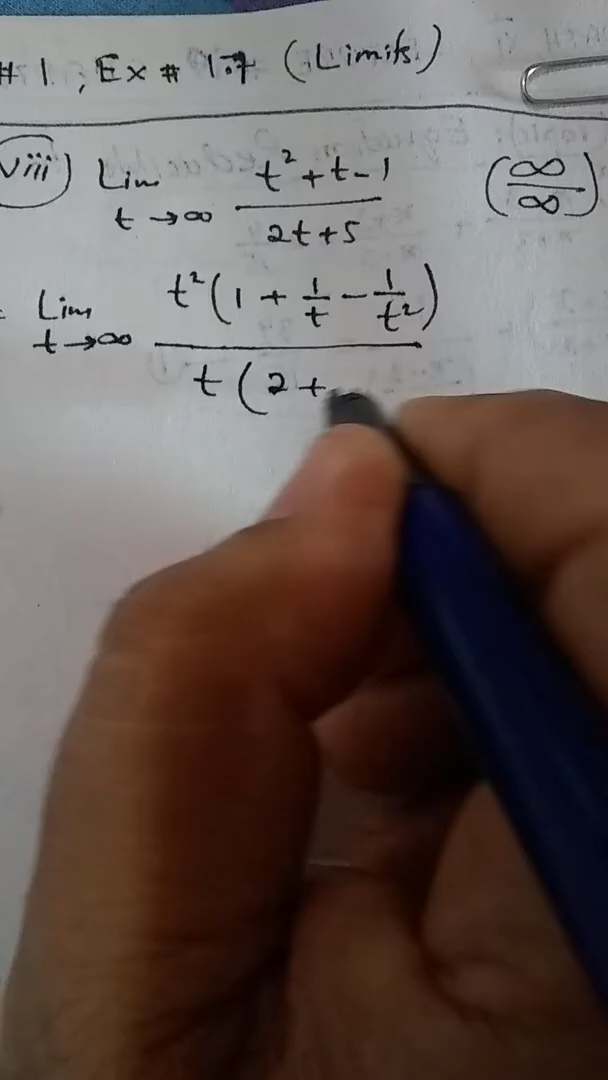 # 1, Ex # 1.7 (Limits)
viii) Lim t→∞ t²+t-1 / 2t+5 (∞/∞)
Lim t→∞ t²(1 + 1/t - 1/t²) / t(2+